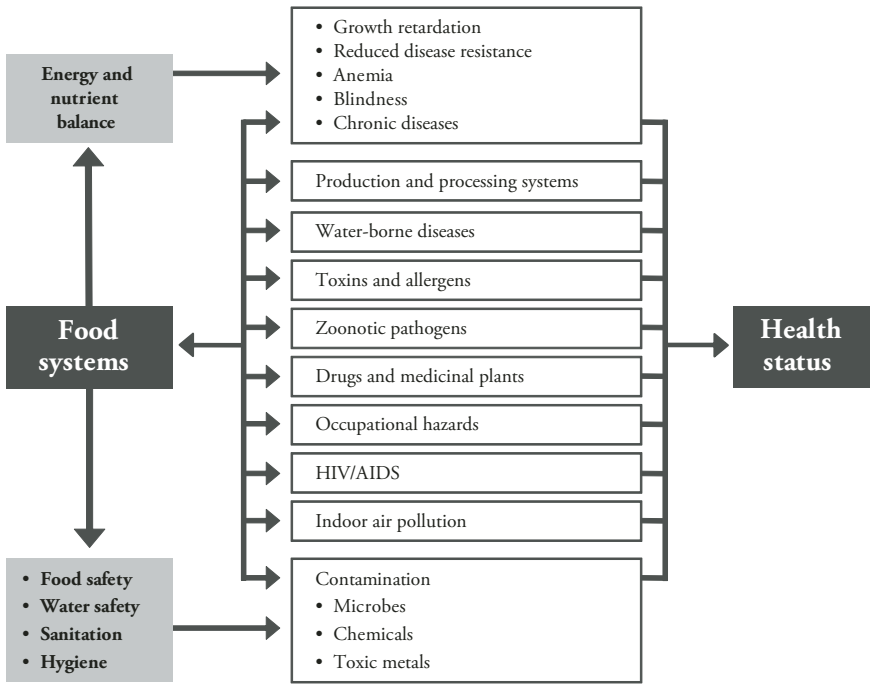 Energy and
nutrient
balance
• Growth retardation
• Reduced disease resistance
• Anemia
• Blindness
• Chronic diseases
Production and processing systems
Water-borne diseases
Toxins and allergens
Food
systems
Zoonotic pathogens
Health
status
Drugs and medicinal plants
Occupational hazards
HIV/AIDS
Indoor air pollution
• Food safety
• Water safety
• Sanitation
• Hygiene
Contamination
• Microbes
• Chemicals
• Toxic metals